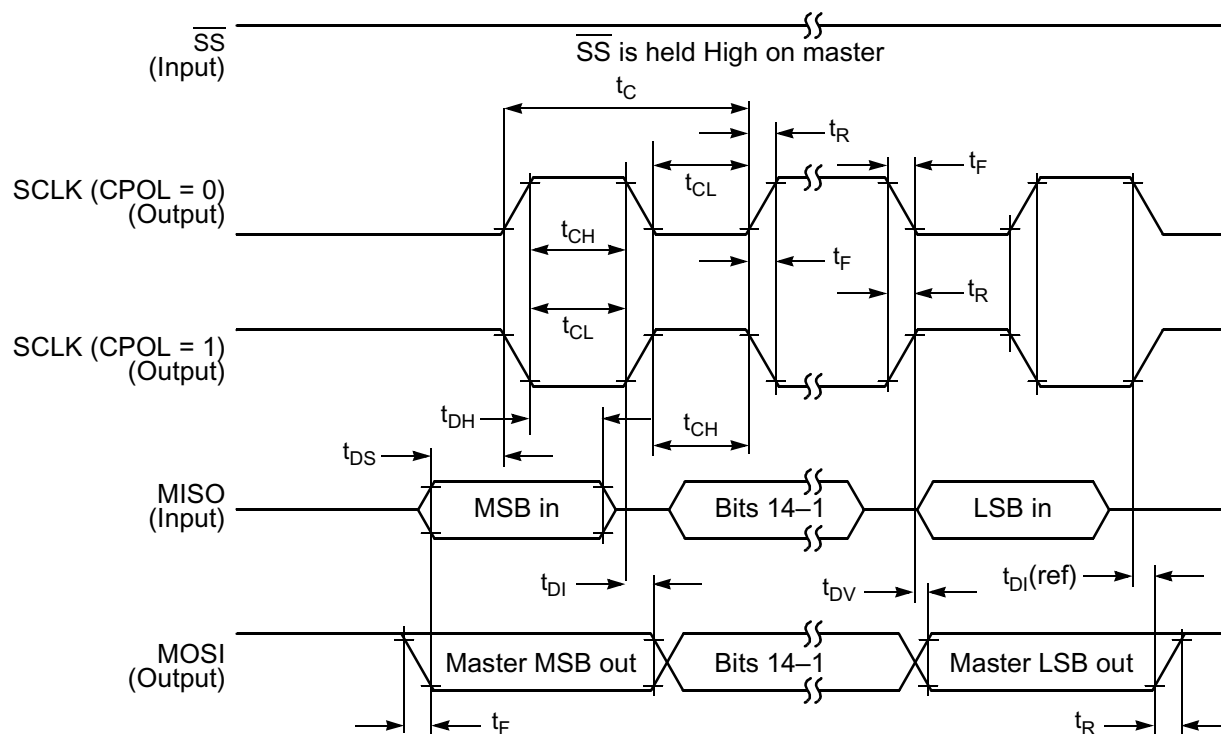 SS
(Input)
SS is held High on master
tC
tR
tF
SCLK (CPOL = 0)
(Output)
tCL
tCH
tF
tR
tCL
SCLK (CPOL = 1)
(Output)
tDH
tCH
tDS
MISO
(Input)
MSB in
Bits 14–1
LSB in
tDI
tDV
tDI(ref)
MOSI
(Output)
Master MSB out
Bits 14–1
Master LSB out
tF
tR